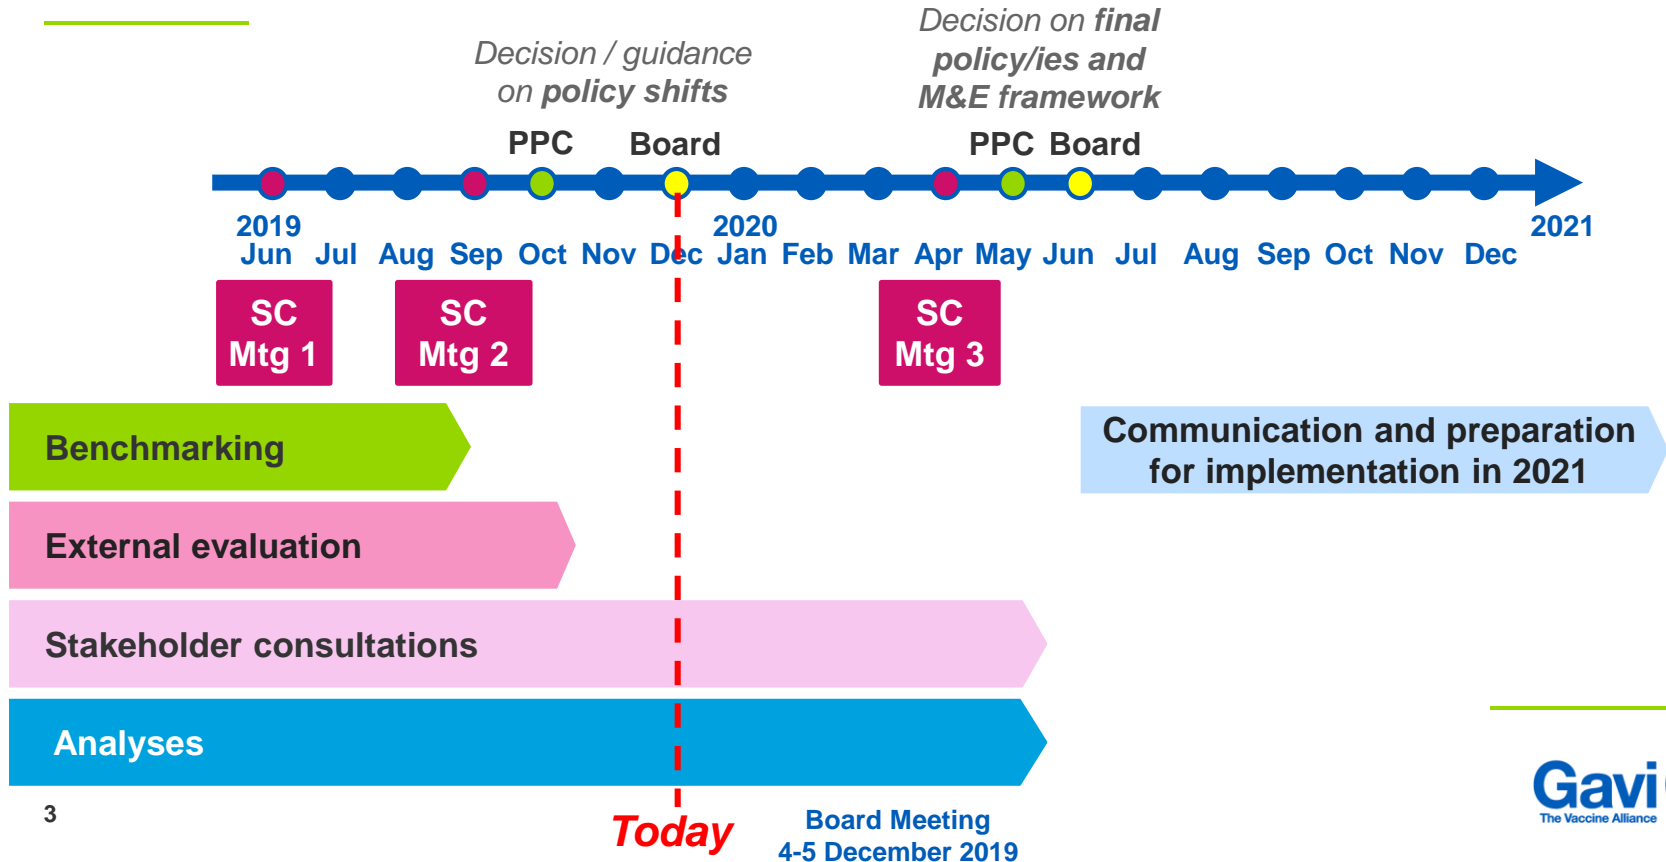 Decision / guidance
on policy shifts
Decision on final
policy/ies and
M&E framework
PPC Board
PPC Board
2019 2020 2021
Jun Jul Aug Sep Oct Nov Dec Jan Feb Mar Apr May Jun Jul Aug Sep Oct Nov Dec
SC
Mtg 1
SC
Mtg 2
SC
Mtg 3
Benchmarking
Communication and preparation
for implementation in 2021
External evaluation
Stakeholder consultations
Analyses
3
Today
Board Meeting
4-5 December 2019
Gavi
The Vaccine Alliance